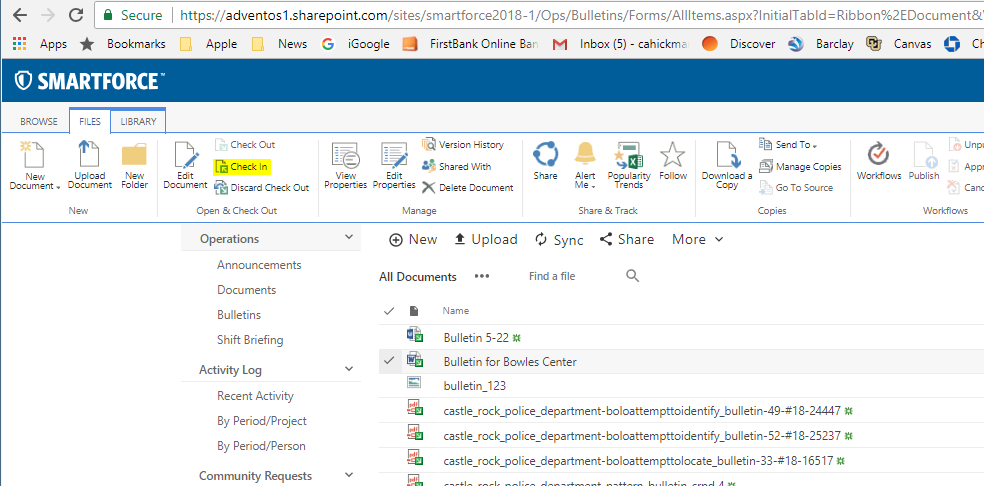 Secure https://adventos1.sharepoint.com/sites/smartforce2018-1/Ops/Bulletins/Forms/AllItems.aspx?InitialTabId=Ribbon%2EDocument&
Apps Bookmarks Apple News iGoogle FirstBank Online Ban Inbox (5) - cahickma Discover Barclay Canvas
SMARTFORCE™
BROWSE FILES LIBRARY
New Document
Upload Document
New Folder
New
Edit Document
Check Out
Check In
Discard Check Out
Open & Check Out
View Properties
Edit Properties
Version History
Shared With
Delete Document
Manage
Share
Alert Me
Popularity Trends
Follow
Share & Track
Download a Copy
Send To
Manage Copies
Go To Source
Copies
Workflows
Publish
Unpu
App
Canc
Workflows
Operations
Announcements
Documents
Bulletins
Shift Briefing
Activity Log
Recent Activity
By Period/Project
By Period/Person
Community Requests
New Upload Sync Share More
All Documents ••• Find a file
Name
Bulletin 5-22
Bulletin for Bowles Center
bulletin_123
castle_rock_police_department-boloattempttoidentify_bulletin-49-#18-24447
castle_rock_police_department-boloattempttoidentify_bulletin-52-#18-25237
castle_rock_police_department-boloattempttolocate_bulletin-33-#18-16517
castle_rock_police_department-pattern_bulletin-crpd 4